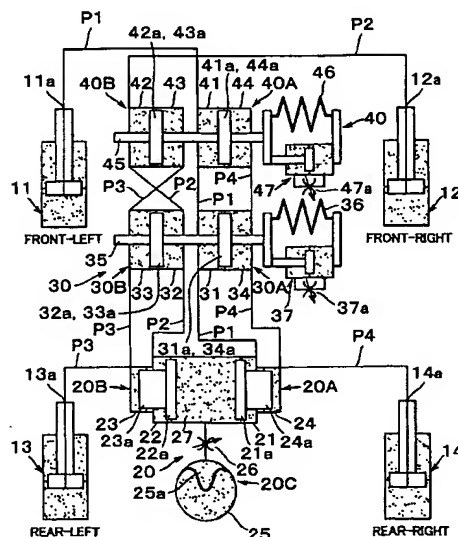 P1
42a, 43a
P2
41a, 44a
11a
40B 42 43 41 44 40A 46
12a
40
45
P3 P2
P4
47 47a
P1
36
11
12
FRONT-LEFT
FRONT-RIGHT
35
30
30B 33 32 31 34 30A 37
P3
32a, 33a
P2 P1
P4
37a
31a, 34a
P3
P4
13a
20B
20A
14a
23
23a
22
22a
27
21
21a
24
24a
13
20
26
14
25a
20C
REAR-LEFT
25
REAR-RIGHT